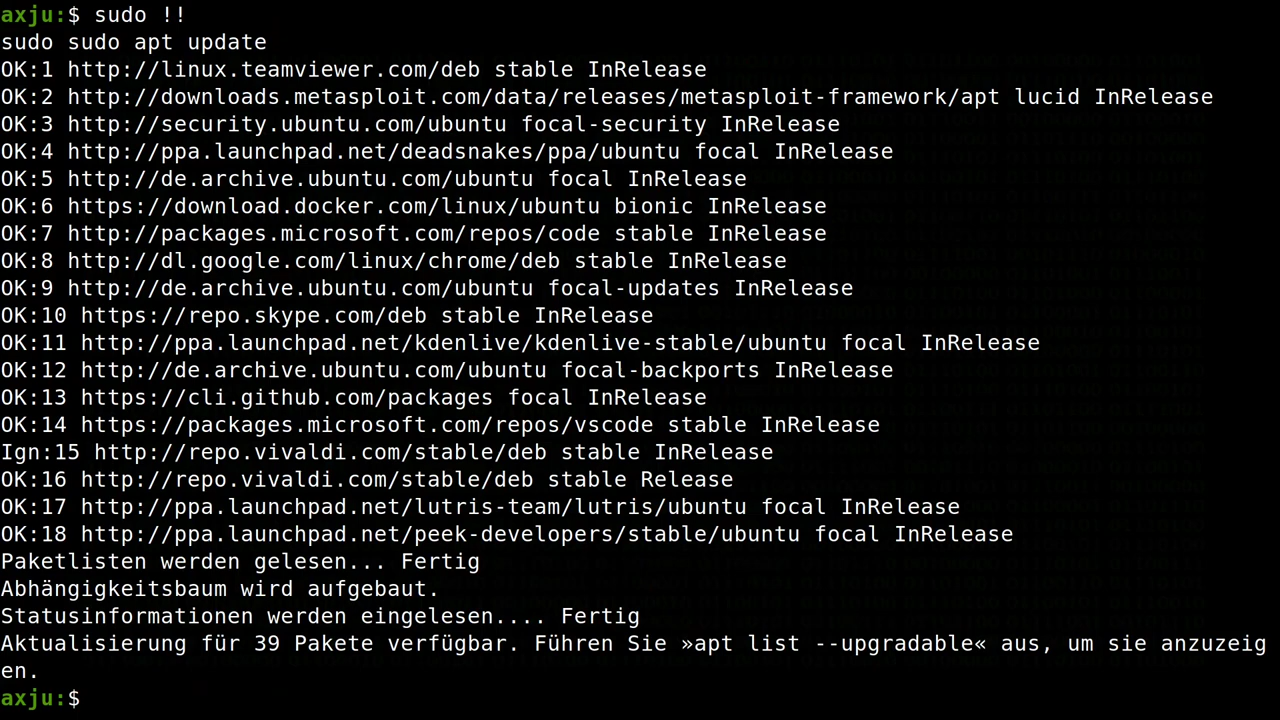 axju:$ sudo !!
sudo sudo apt update
OK:1 http://linux.teamviewer.com/deb stable InRelease
OK:2 http://downloads.metasploit.com/data/releases/metasploit-framework/apt lucid InRelease
OK:3 http://security.ubuntu.com/ubuntu focal-security InRelease
OK:4 http://ppa.launchpad.net/deadsnakes/ppa/ubuntu focal InRelease
OK:5 http://de.archive.ubuntu.com/ubuntu focal InRelease
OK:6 https://download.docker.com/linux/ubuntu bionic InRelease
OK:7 http://packages.microsoft.com/repos/code stable InRelease
OK:8 http://dl.google.com/linux/chrome/deb stable InRelease
OK:9 http://de.archive.ubuntu.com/ubuntu focal-updates InRelease
OK:10 https://repo.skype.com/deb stable InRelease
OK:11 http://ppa.launchpad.net/kdenlive/kdenlive-stable/ubuntu focal InRelease
OK:12 http://de.archive.ubuntu.com/ubuntu focal-backports InRelease
OK:13 https://cli.github.com/packages focal InRelease
OK:14 https://packages.microsoft.com/repos/vscode stable InRelease
Ign:15 http://repo.vivaldi.com/stable/deb stable InRelease
OK:16 http://repo.vivaldi.com/stable/deb stable Release
OK:17 http://ppa.launchpad.net/lutris-team/lutris/ubuntu focal InRelease
OK:18 http://ppa.launchpad.net/peek-developers/stable/ubuntu focal InRelease
Paketlisten werden gelesen... Fertig
Abhängigkeitsbaum wird aufgebaut.
Statusinformationen werden eingelesen.... Fertig
Aktualisierung für 39 Pakete verfügbar. Führen Sie »apt list --upgradable« aus, um sie anzuzeig
en.
axju:$